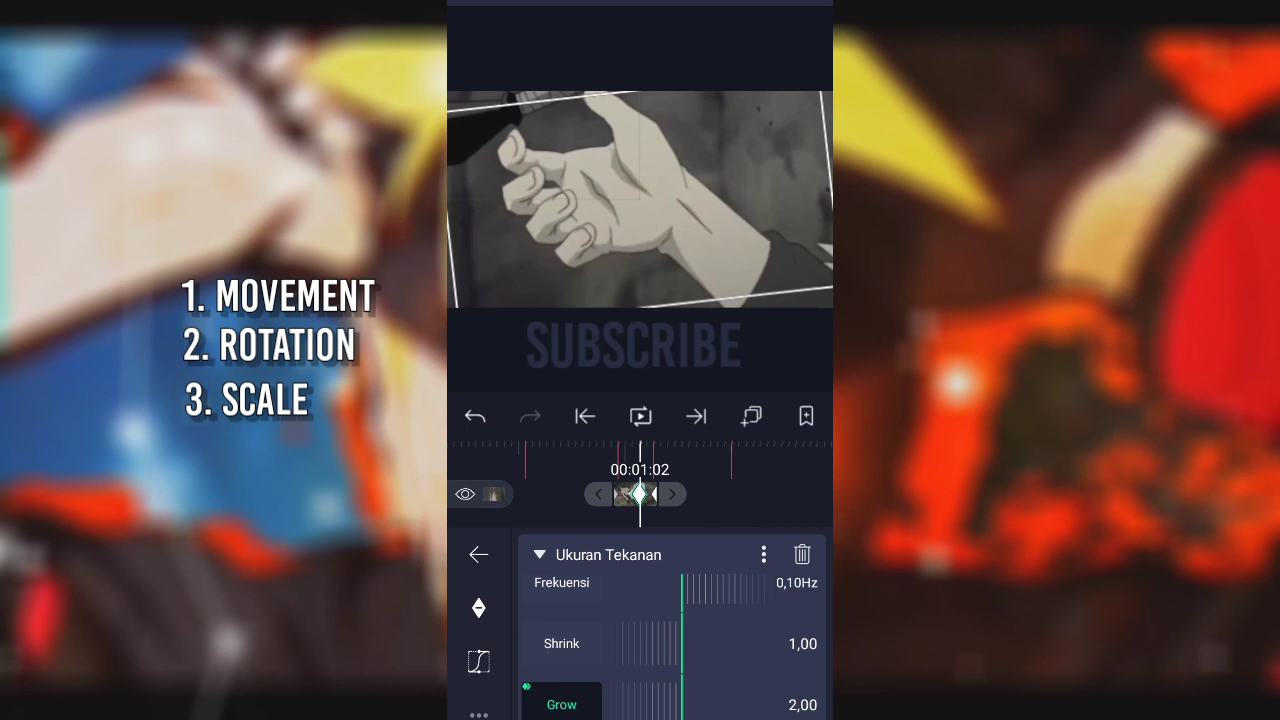 1. MOVEMENT
2. ROTATION
3. SCALE
SUBSCRIBE
00:01:02
Ukuran Tekanan
Frekuensi
0,10Hz
Shrink
1,00
Grow
2,00